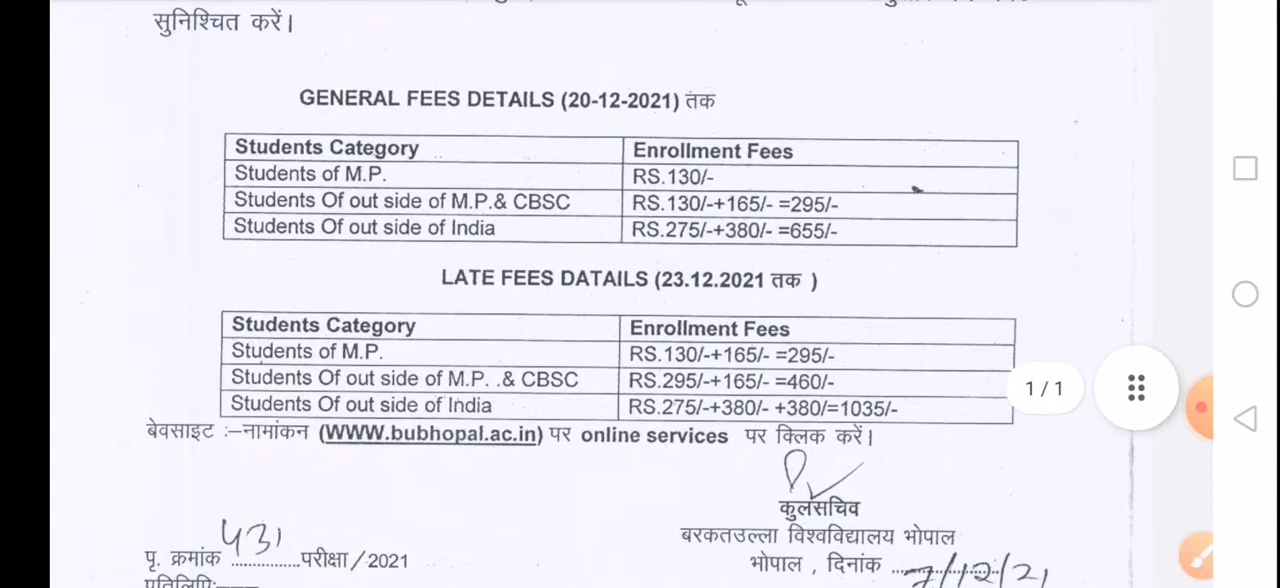 सुनिश्चित करें।
GENERAL FEES DETAILS (20-12-2021) तक
Students Category Enrollment Fees
Students of M.P. RS.130/-
Students Of out side of M.P.& CBSC RS.130/-+165/- =295/-
Students Of out side of India RS.275/-+380/- =655/-
LATE FEES DATAILS (23.12.2021 तक )
Students Category Enrollment Fees
Students of M.P. RS.130/-+165/- =295/-
Students Of out side of M.P. .& CBSC RS.295/-+165/- =460/-
Students Of out side of India RS.275/-+380/- +380/=1035/-
1 / 1
बेवसाइट :–नामांकन (WWW.bubhopal.ac.in) पर online services पर क्लिक करें।
कुलसचिव
बरकतउल्ला विश्वविद्यालय भोपाल
पृ. क्रमांक 431 परीक्षा/2021
भोपाल , दिनांक 7/12/21
प्रतिलिपिः